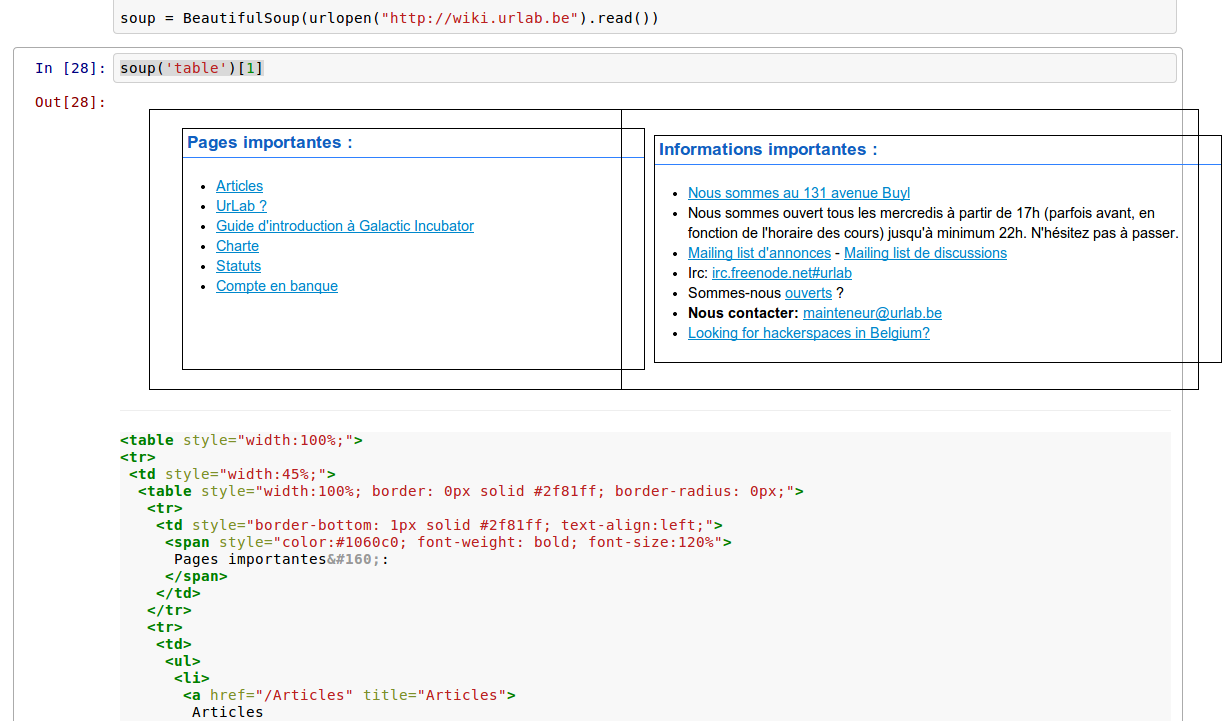 soup = BeautifulSoup(urlopen("http://wiki.urlab.be").read())
In [28]: soup('table')[1]
Out[28]:
Pages importantes :
• Articles
• UrLab ?
• Guide d'introduction à Galactic Incubator
• Charte
• Statuts
• Compte en banque
Informations importantes :
• Nous sommes au 131 avenue Buyl
• Nous sommes ouvert tous les mercredis à partir de 17h (parfois avant, en
fonction de l'horaire des cours) jusqu'à minimum 22h. N'hésitez pas à passer.
• Mailing list d'annonces - Mailing list de discussions
• Irc: irc.freenode.net#urlab
• Sommes-nous ouverts ?
• Nous contacter: mainteneur@urlab.be
• Looking for hackerspaces in Belgium?
<table style="width:100%;">
<tr>
<td style="width:45%;">
<table style="width:100%; border: 0px solid #2f81ff; border-radius: 0px;">
<tr>
<td style="border-bottom: 1px solid #2f81ff; text-align:left;">
<span style="color:#1060c0; font-weight: bold; font-size:120%">
Pages importantes&#160;:
</span>
</td>
</tr>
<tr>
<td>
<ul>
<li>
<a href="/Articles" title="Articles">
Articles